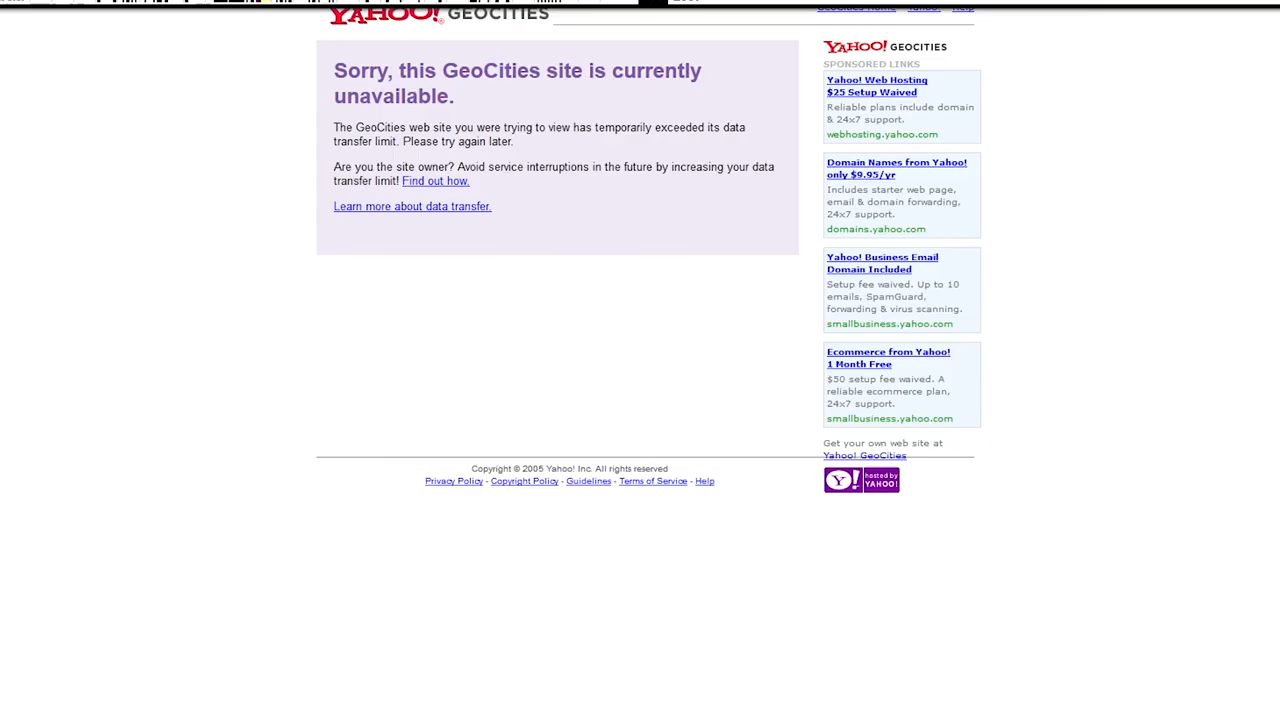 YAHOO! GEOCITIES
GeoCities Home - Yahoo! - Help
Sorry, this GeoCities site is currently
unavailable.
The GeoCities web site you were trying to view has temporarily exceeded its data
transfer limit. Please try again later.
Are you the site owner? Avoid service interruptions in the future by increasing your data
transfer limit! Find out how.
Learn more about data transfer.
YAHOO! GEOCITIES
SPONSORED LINKS
Yahoo! Web Hosting
$25 Setup Waived
Reliable plans include domain
& 24x7 support.
webhosting.yahoo.com
Domain Names from Yahoo!
only $9.95/yr
Includes starter web page,
email & domain forwarding,
24x7 support.
domains.yahoo.com
Yahoo! Business Email
Domain Included
Setup fee waived. Up to 10
emails, SpamGuard,
forwarding & virus scanning.
smallbusiness.yahoo.com
Ecommerce from Yahoo!
1 Month Free
$50 setup fee waived. A
reliable ecommerce plan,
24x7 support.
smallbusiness.yahoo.com
Get your own web site at
Yahoo! GeoCities
Y! hosted by
YAHOO!
Copyright © 2005 Yahoo! Inc. All rights reserved
Privacy Policy - Copyright Policy - Guidelines - Terms of Service - Help